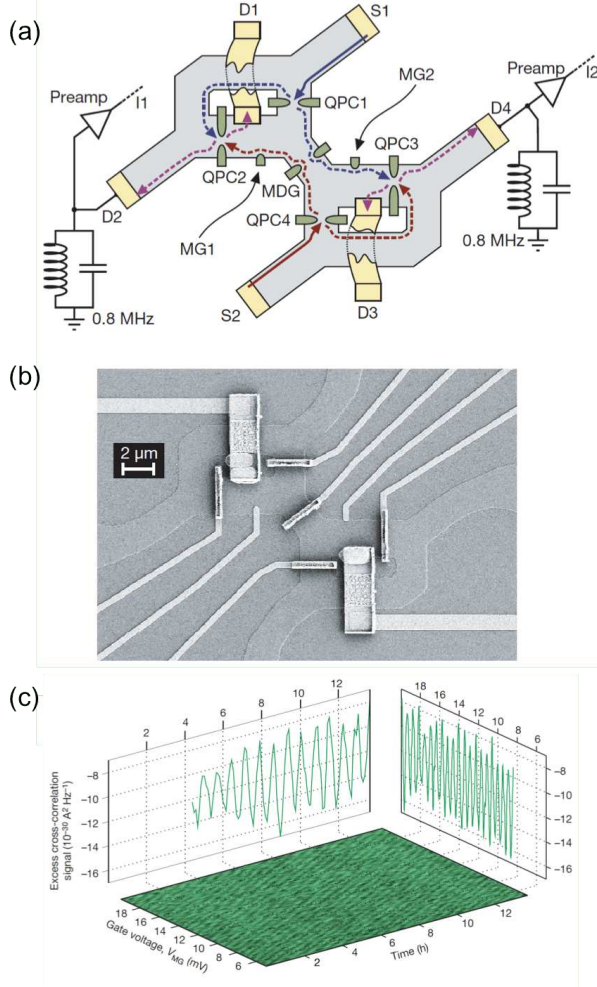 (a)
D1
S1
Preamp
I1
QPC1
MG2
Preamp
I2
QPC3
D4
QPC2
MDG
QPC4
D2
MG1
0.8 MHz
0.8 MHz
S2
D3
(b)
2 μm
(c)
Excess cross-correlation
signal (10⁻³⁰ A² Hz⁻¹)
2 4 6 8 10 12
18 16 14 12 10 8 6
−8
−10
−12
−14
−16
−8
−10
−12
−14
−16
18 16 14 12 10 8 6
Gate voltage, V_MG (mV)
2 4 6 8 10 12
Time (h)